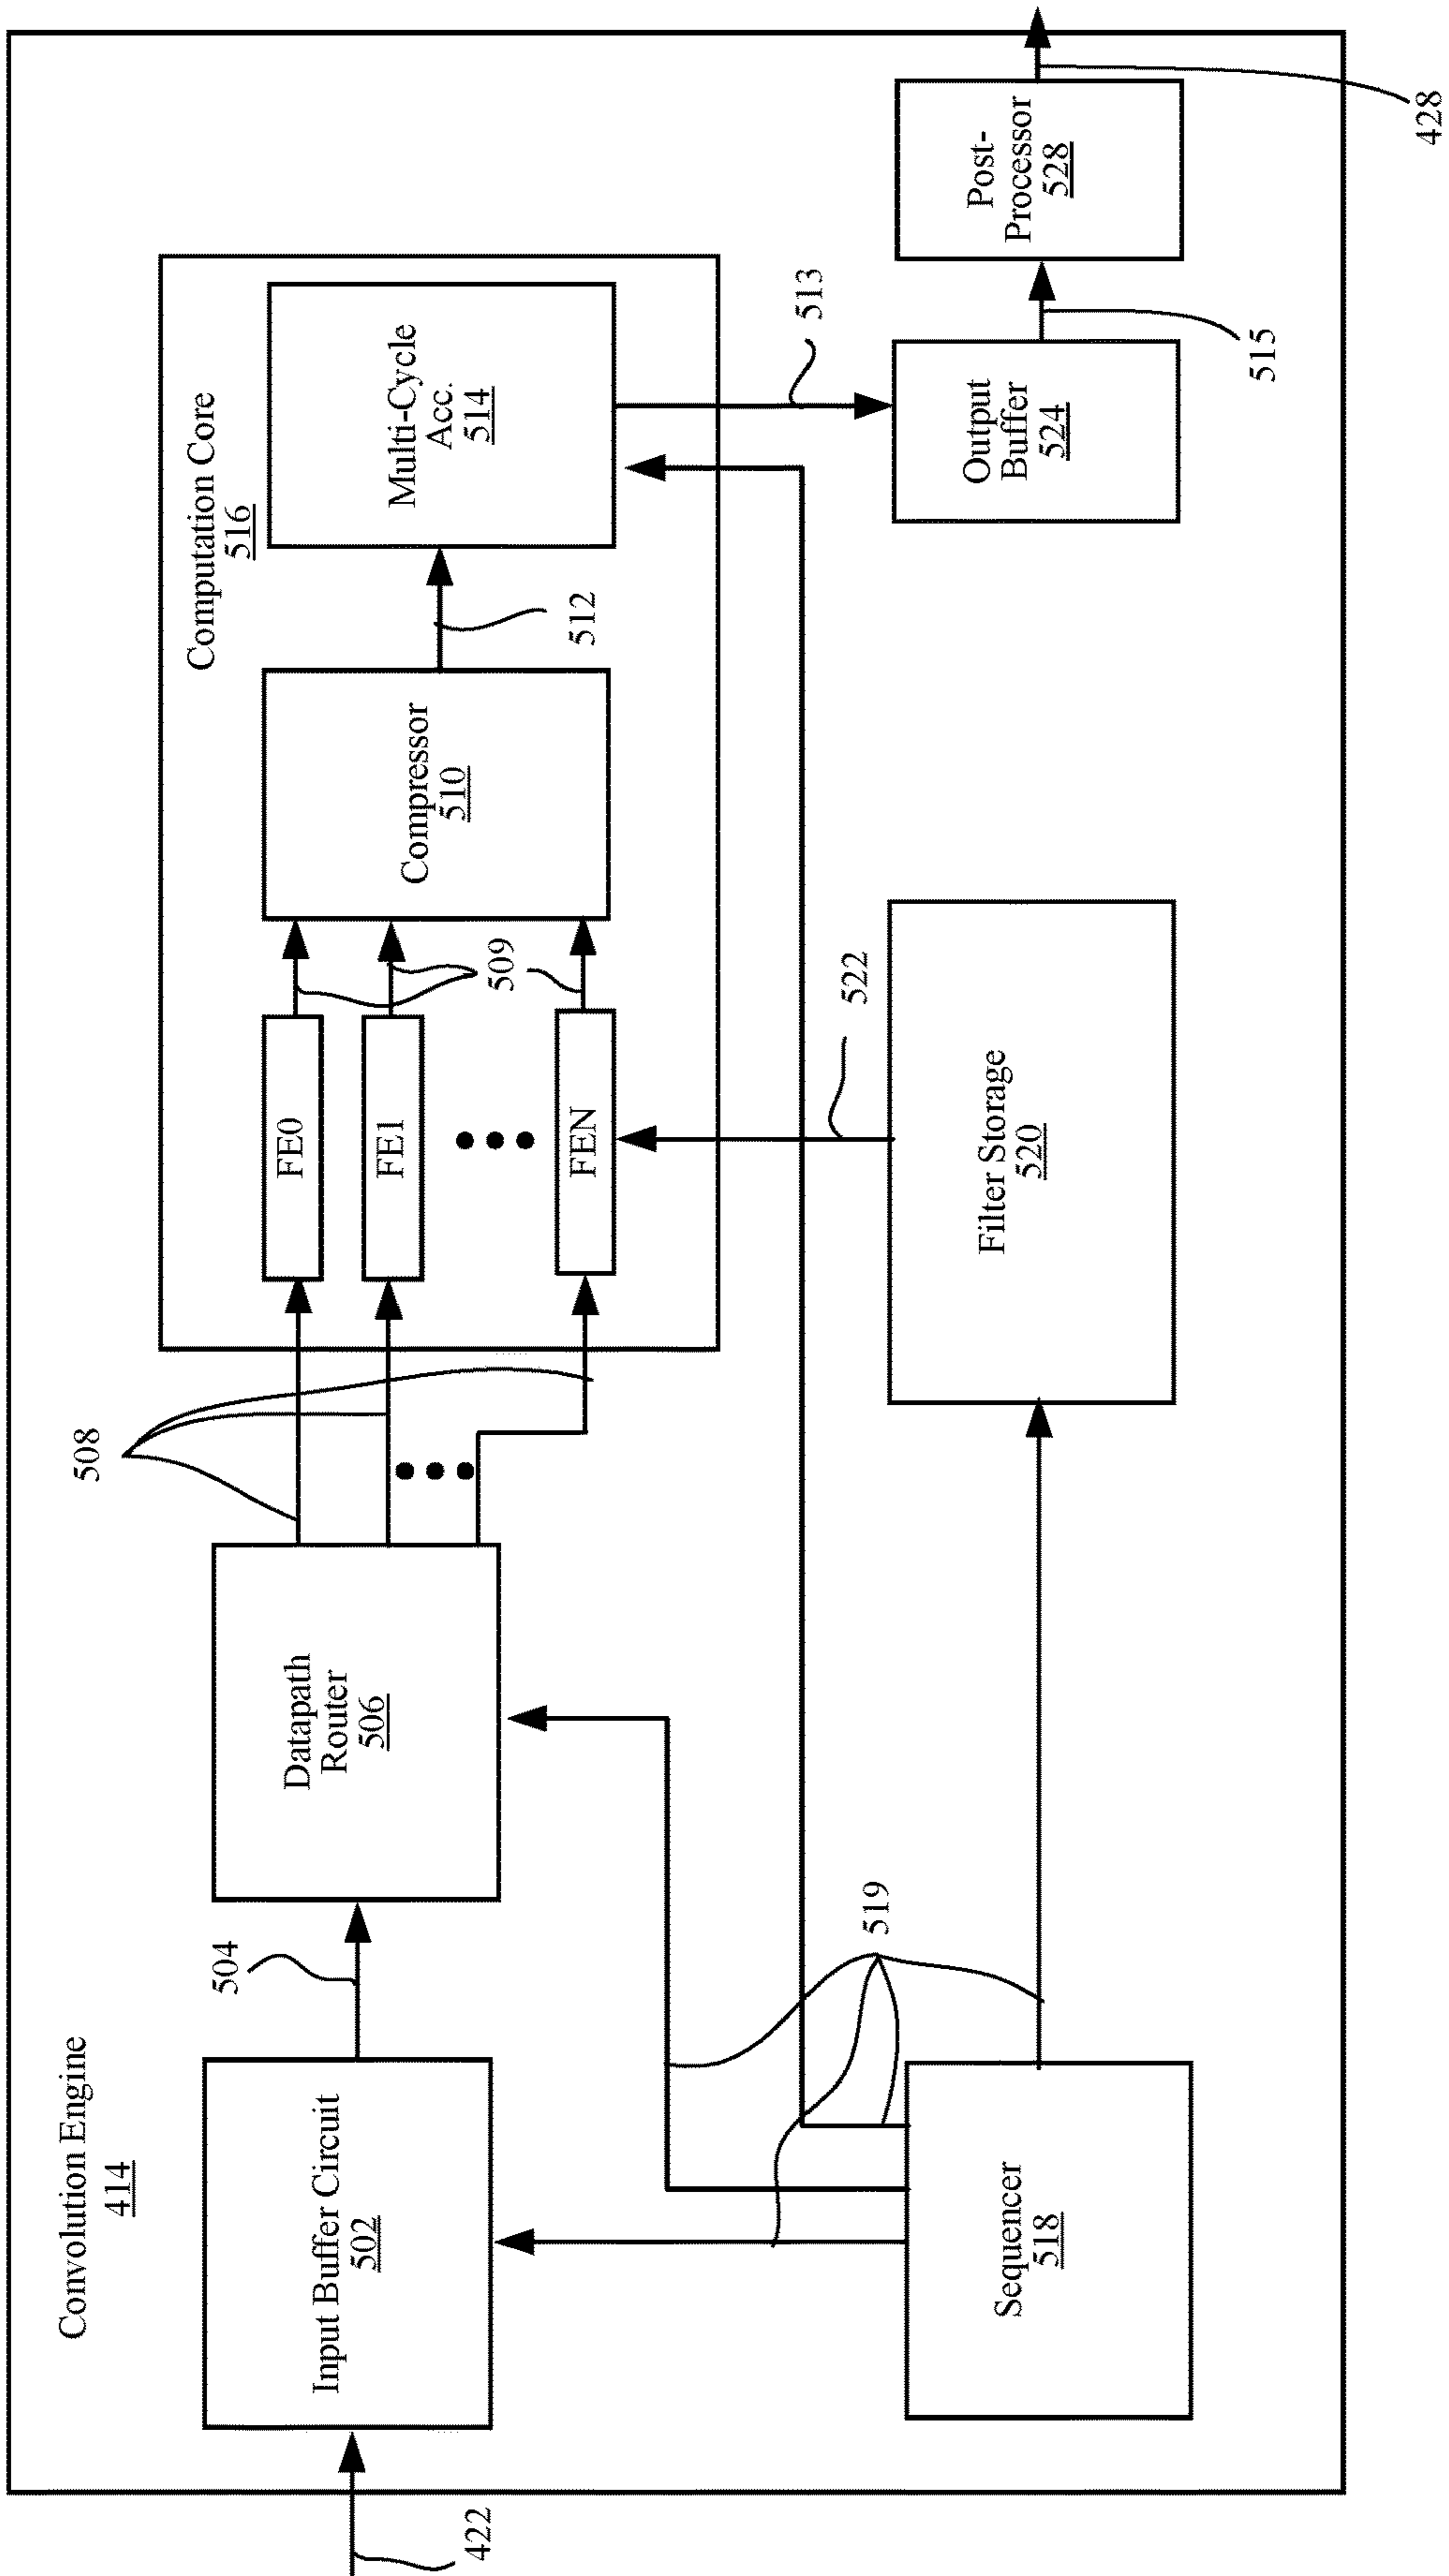 Convolution Engine
414
422
Input Buffer Circuit
502
504
Datapath
Router
506
508
Computation Core
516
FE0
FE1
FEN
509
Compressor
510
512
Multi-Cycle
Acc.
514
513
Sequencer
518
519
Filter Storage
520
522
Output
Buffer
524
515
Post-
Processor
528
428